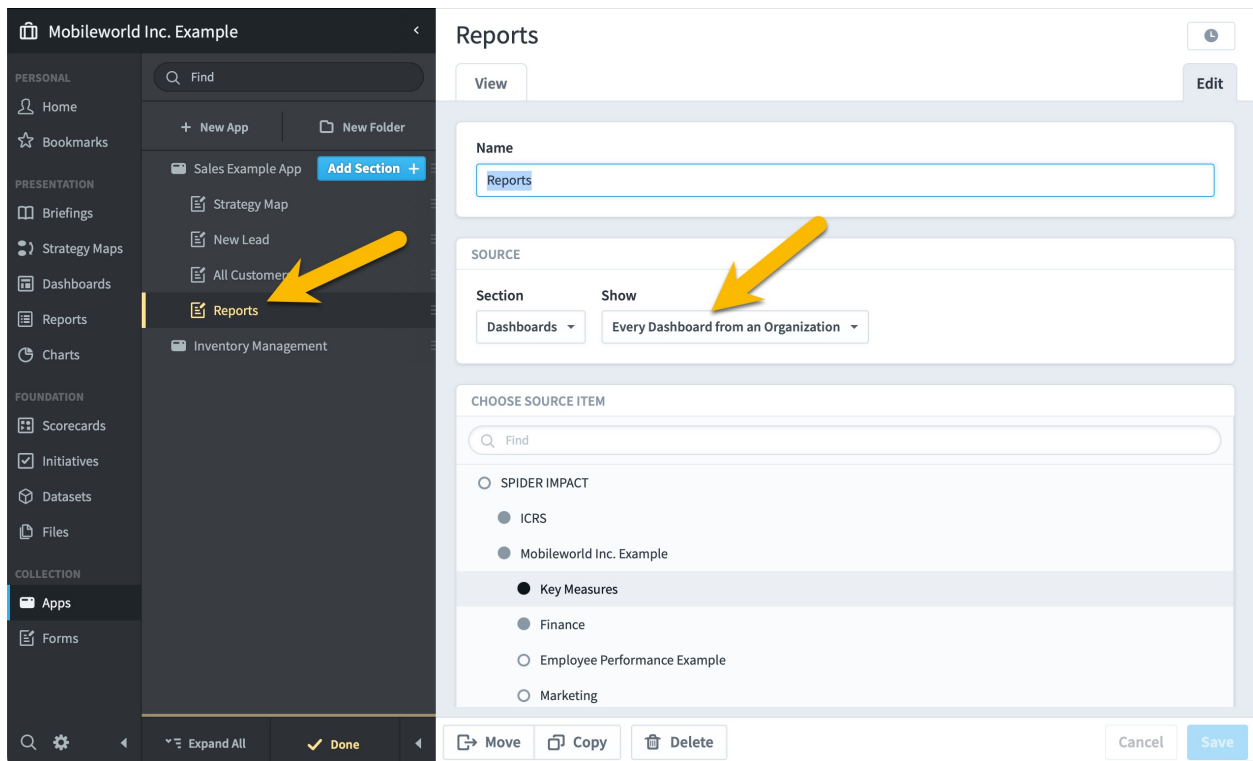 Mobileworld Inc. Example
PERSONAL
Home
Bookmarks
PRESENTATION
Briefings
Strategy Maps
Dashboards
Reports
Charts
FOUNDATION
Scorecards
Initiatives
Datasets
Files
COLLECTION
Apps
Forms
Find
+ New App
New Folder
Sales Example App
Add Section +
Strategy Map
New Lead
All Customers
Reports
Inventory Management
Expand All
Done
Reports
View
Edit
Name
Reports
SOURCE
Section Show
Dashboards Every Dashboard from an Organization
CHOOSE SOURCE ITEM
Find
SPIDER IMPACT
ICRS
Mobileworld Inc. Example
Key Measures
Finance
Employee Performance Example
Marketing
Move Copy Delete Cancel Save